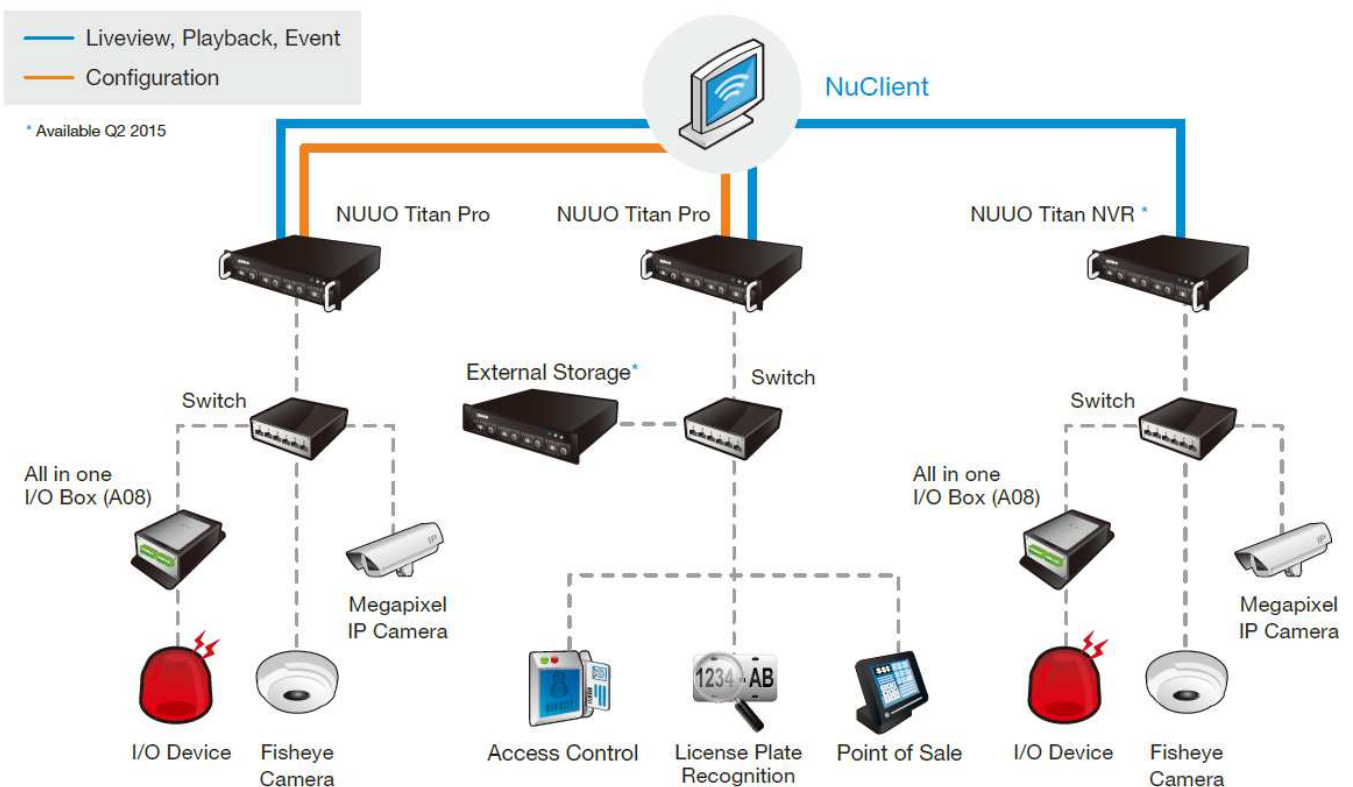 Liveview, Playback, Event
Configuration
* Available Q2 2015
NuClient
NUUO Titan Pro
NUUO Titan Pro
NUUO Titan NVR *
External Storage*
Switch
Switch
Switch
All in one
I/O Box (A08)
All in one
I/O Box (A08)
IP
IP
Megapixel
IP Camera
Megapixel
IP Camera
1234 AB
I/O Device
Fisheye
Camera
Access Control
License Plate
Recognition
Point of Sale
I/O Device
Fisheye
Camera